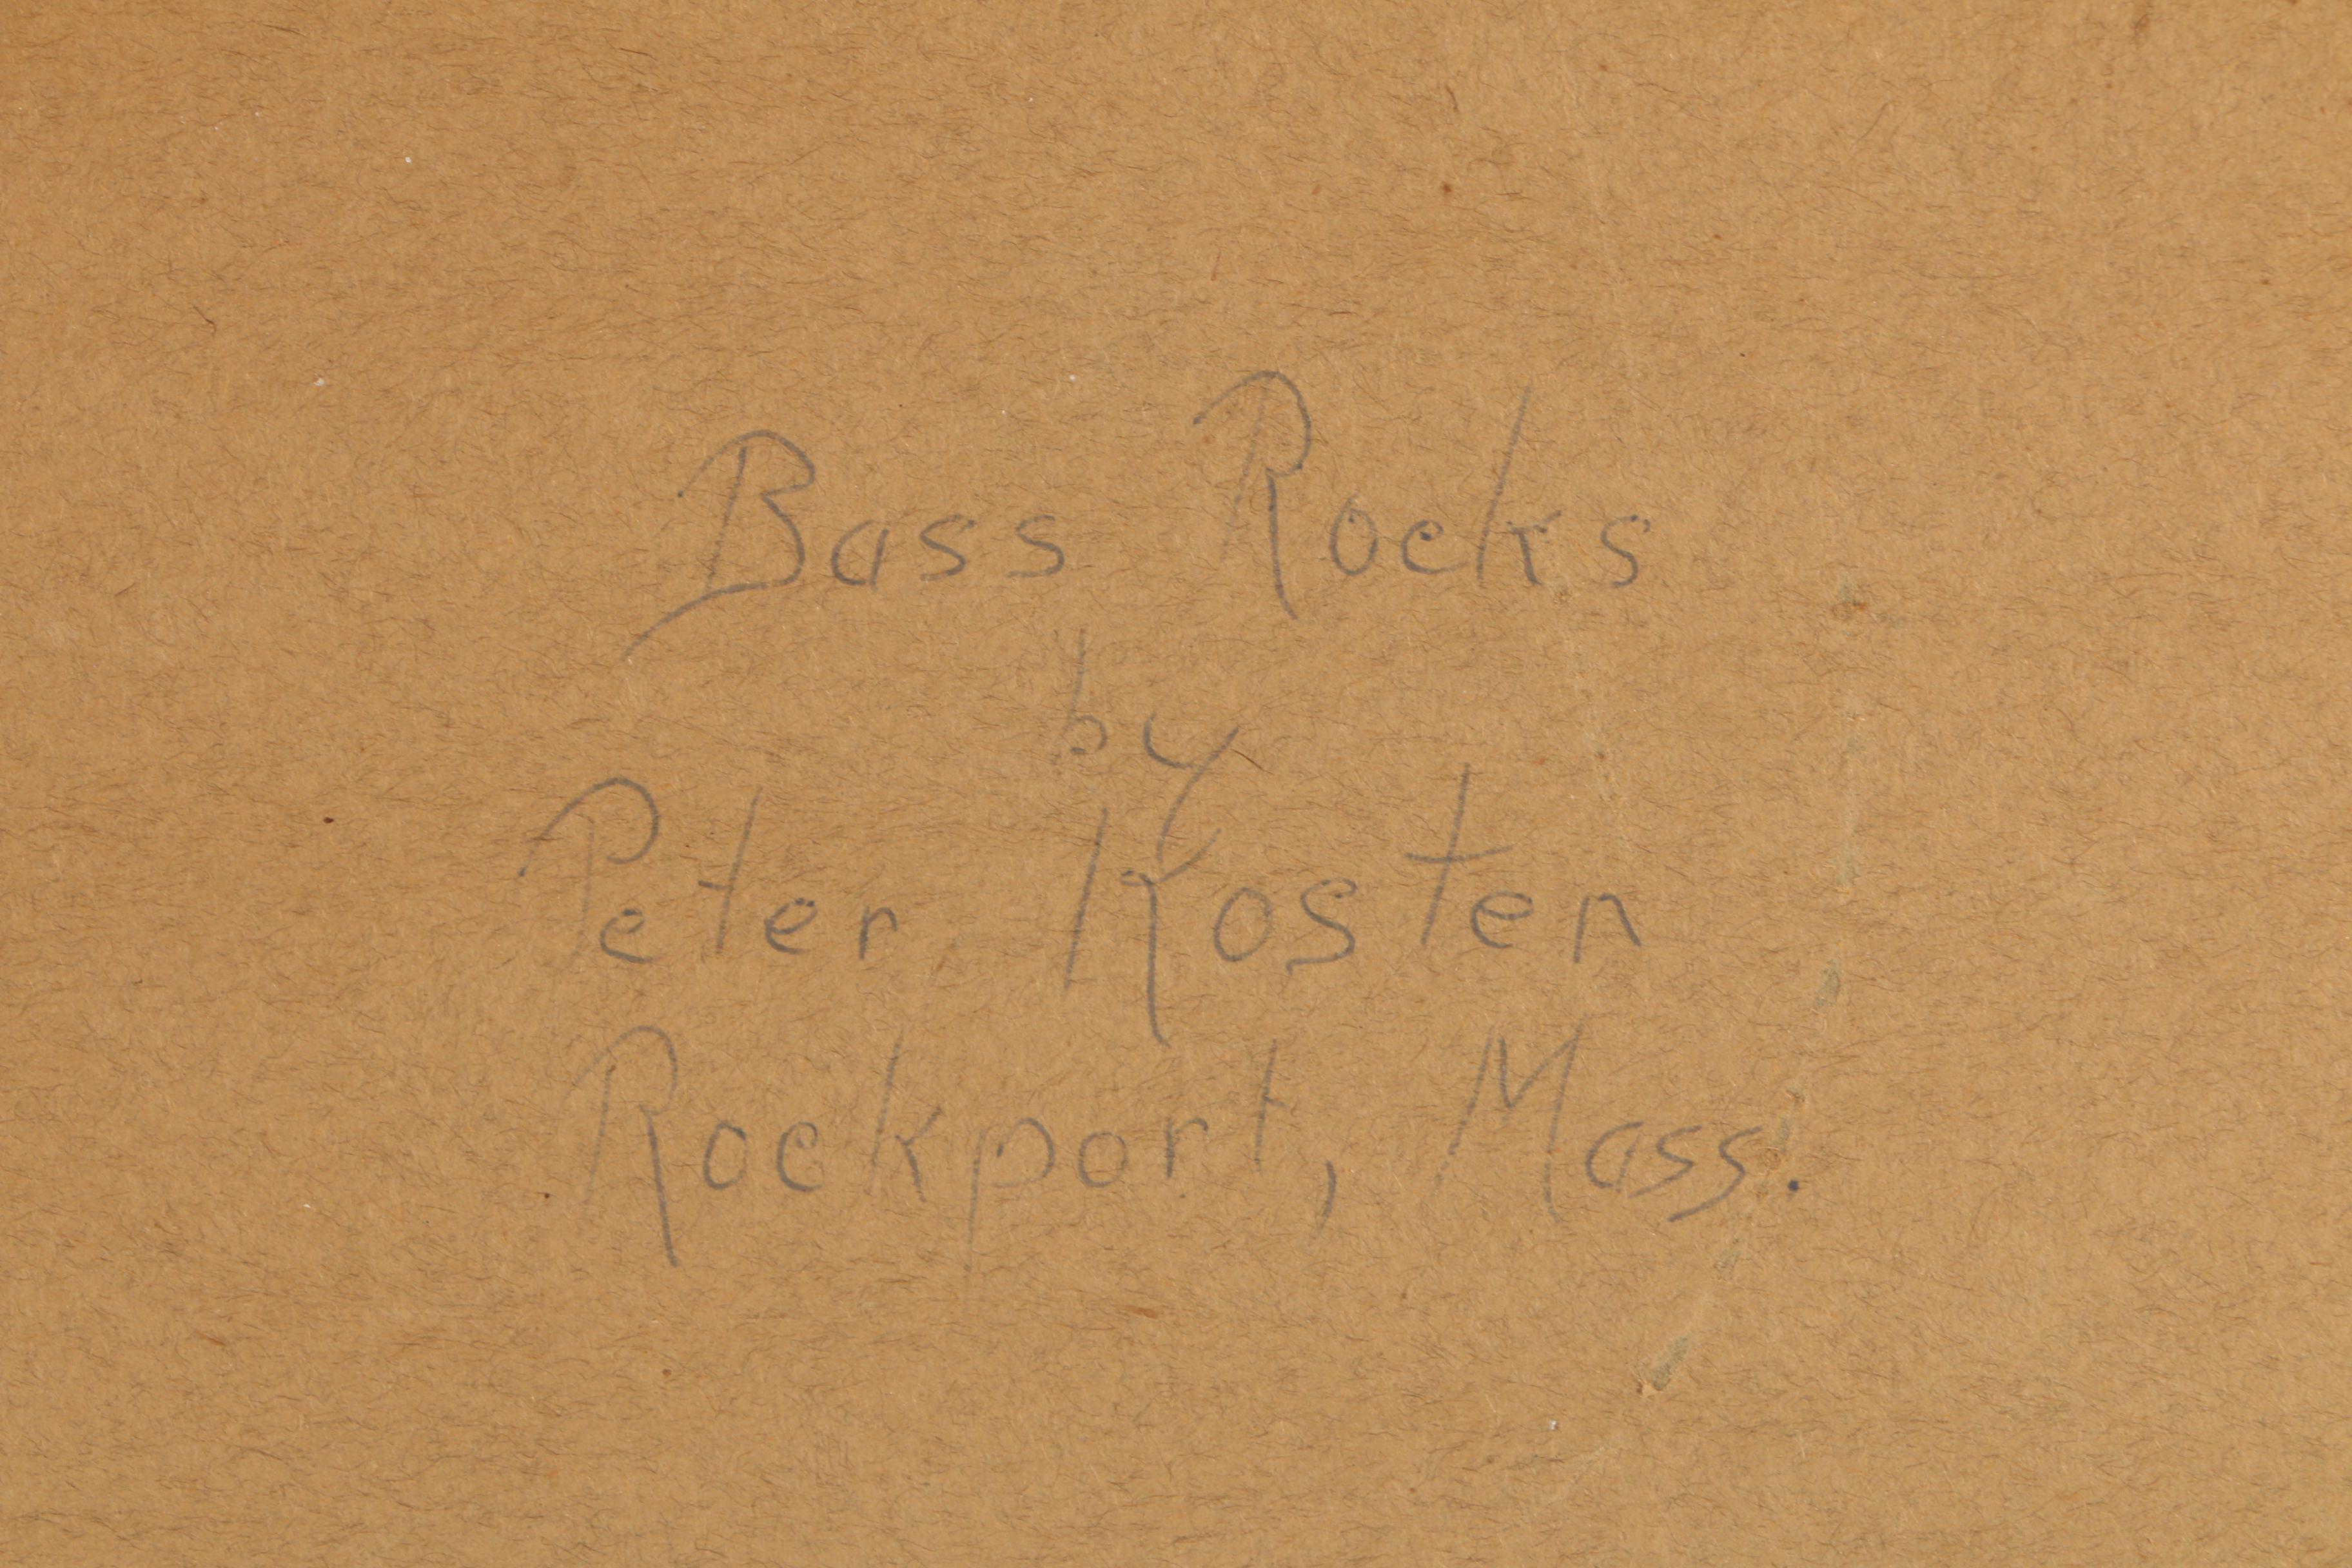 Bass Rocks
by
Peter Kosten
Rockport, Mass.